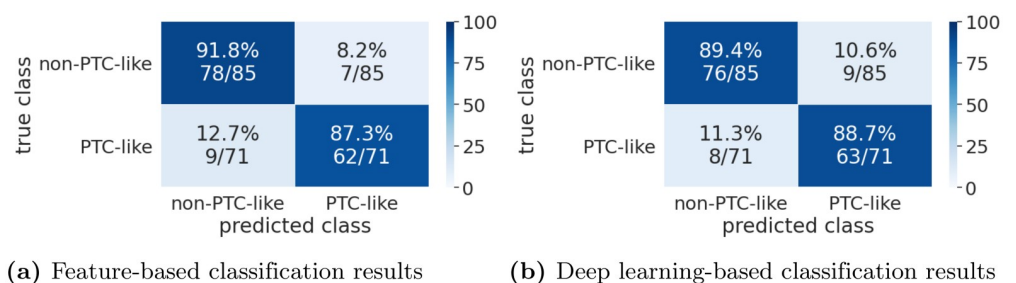 true class
non-PTC-like
PTC-like
91.8%
78/85
8.2%
7/85
12.7%
9/71
87.3%
62/71
non-PTC-like PTC-like
predicted class
100
75
50
25
0
(a) Feature-based classification results
true class
non-PTC-like
PTC-like
89.4%
76/85
10.6%
9/85
11.3%
8/71
88.7%
63/71
non-PTC-like PTC-like
predicted class
100
75
50
25
0
(b) Deep learning-based classification results